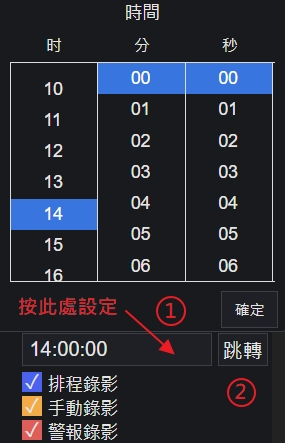 時間
时 分 秒
10 00 00
11 01 01
12 02 02
13 03 03
14 04 04
15 05 05
16 06 06
按此處設定 ① 確定
14:00:00 跳轉
✓ 排程錄影 ②
✓ 手動錄影
✓ 警報錄影